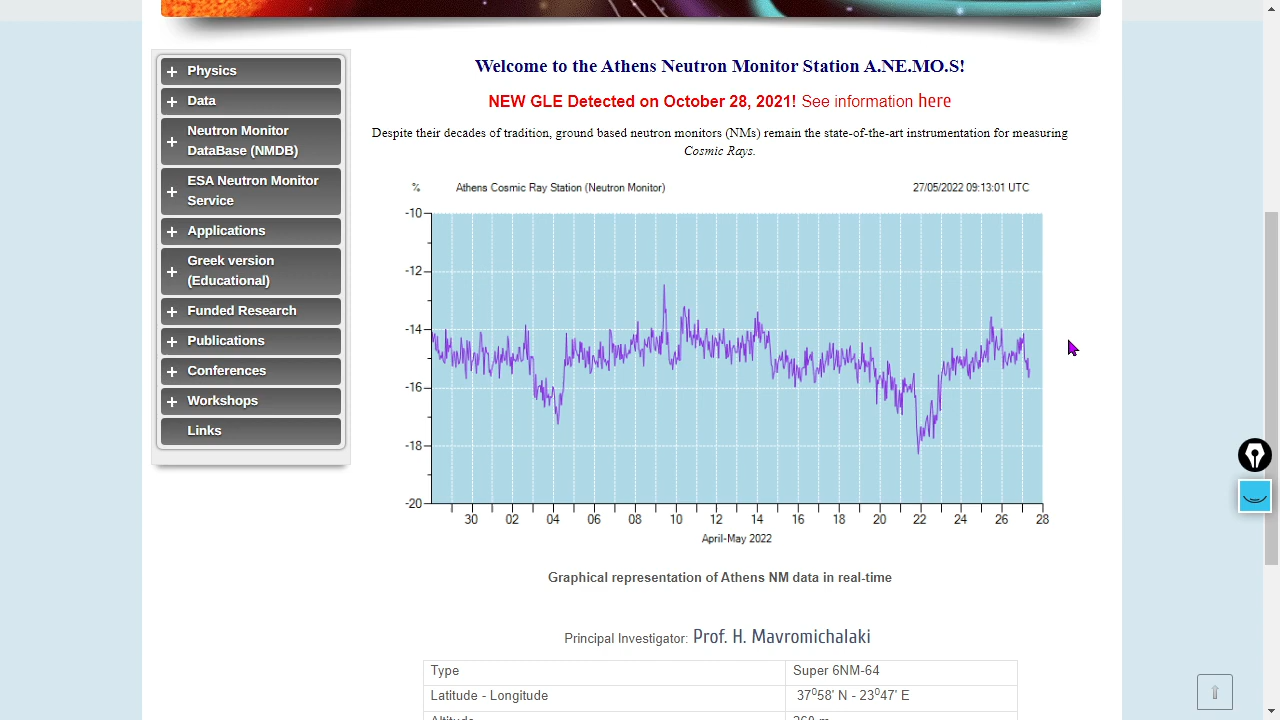 Physics
Data
Neutron Monitor
DataBase (NMDB)
ESA Neutron Monitor
Service
Applications
Greek version
(Educational)
Funded Research
Publications
Conferences
Workshops
Links
Welcome to the Athens Neutron Monitor Station A.NE.MO.S!
NEW GLE Detected on October 28, 2021! See information here
Despite their decades of tradition, ground based neutron monitors (NMs) remain the state-of-the-art instrumentation for measuring
Cosmic Rays.
% Athens Cosmic Ray Station (Neutron Monitor) 27/05/2022 09:13:01 UTC
-10
-12
-14
-16
-18
-20
30 02 04 06 08 10 12 14 16 18 20 22 24 26 28
April-May 2022
Graphical representation of Athens NM data in real-time
Principal Investigator: Prof. H. Mavromichalaki
Type Super 6NM-64
Latitude - Longitude 37⁰58' N - 23⁰47' E